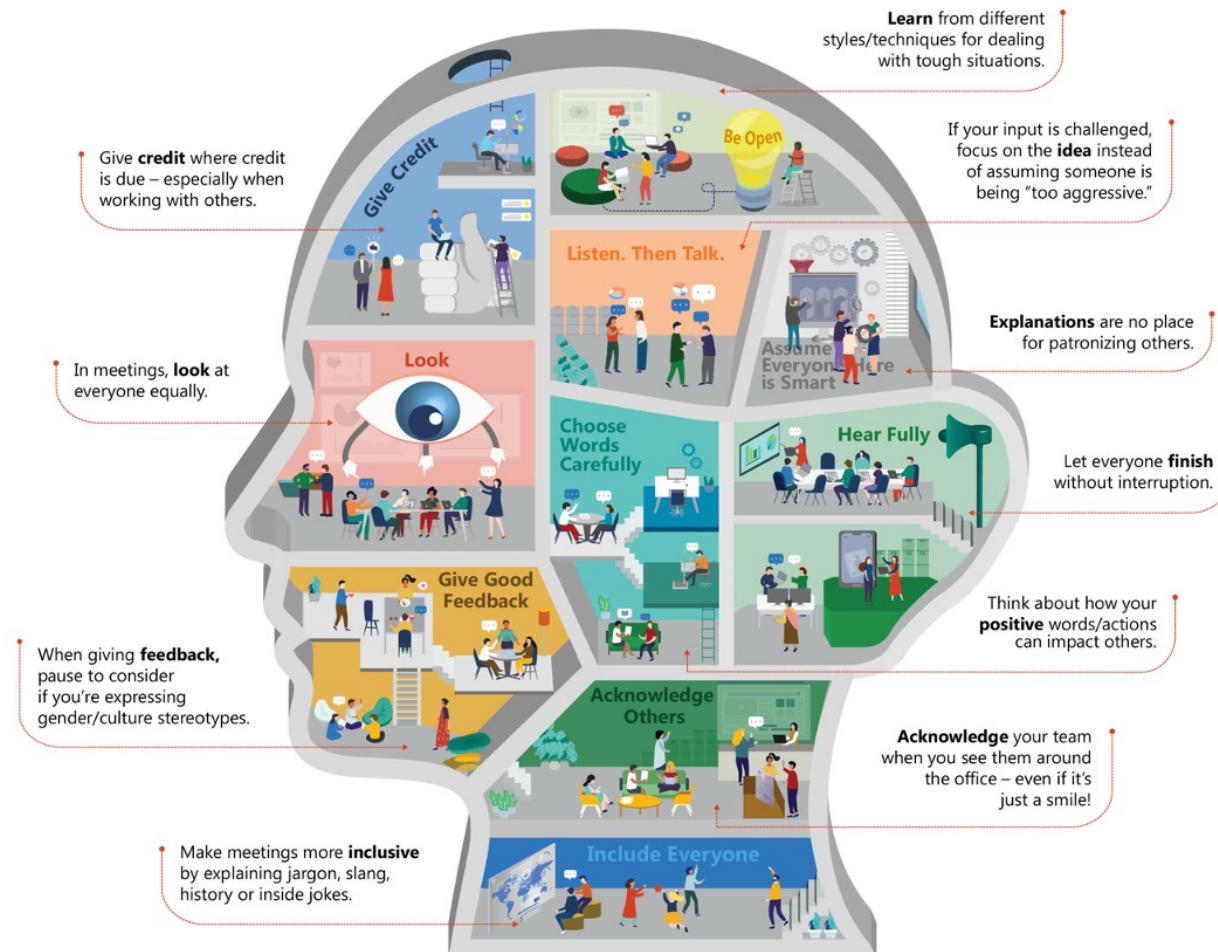 Learn from different
styles/techniques for dealing
with tough situations.
Be Open
If your input is challenged,
focus on the idea instead
of assuming someone is
being “too aggressive.”
Give Credit
Give credit where credit
is due – especially when
working with others.
Listen. Then Talk.
Assume
Everyone Here
is Smart
Explanations are no place
for patronizing others.
Look
In meetings, look at
everyone equally.
Choose
Words
Carefully
Hear Fully
Let everyone finish
without interruption.
Give Good
Feedback
Think about how your
positive words/actions
can impact others.
When giving feedback,
pause to consider
if you’re expressing
gender/culture stereotypes.
Acknowledge
Others
Acknowledge your team
when you see them around
the office – even if it’s
just a smile!
Make meetings more inclusive
by explaining jargon, slang,
history or inside jokes.
Include Everyone